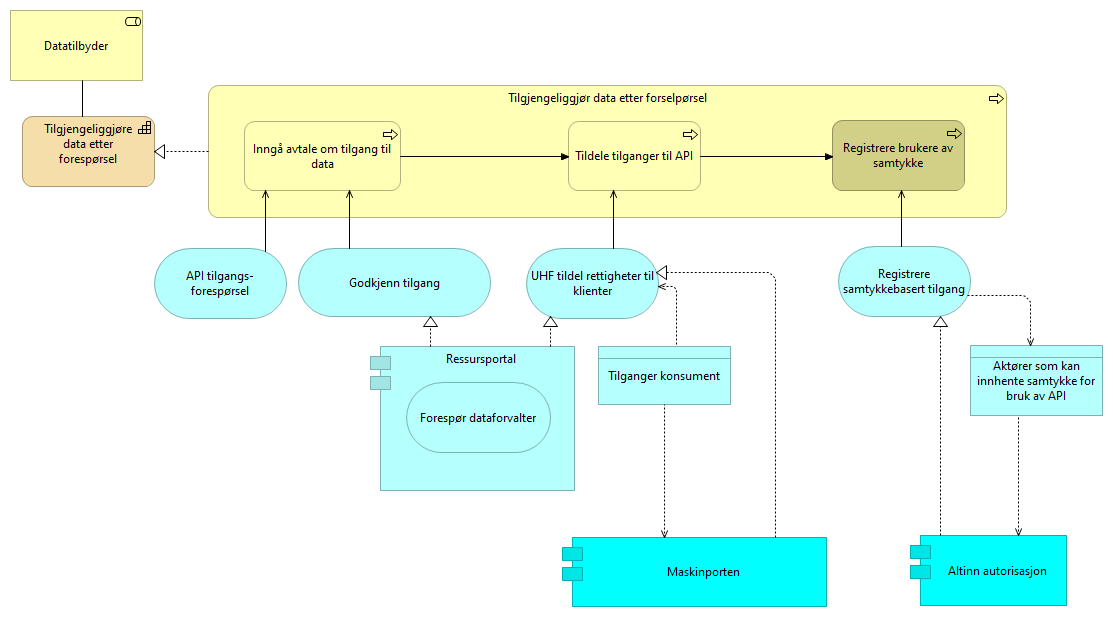 Datatilbyder
Tilgjengeliggjøre
data etter
forespørsel
Tilgjengeliggjør data etter forselpørsel
Inngå avtale om tilgang til
data
Tildele tilganger til API
Registrere brukere av
samtykke
API tilgangs-
forespørsel
Godkjenn tilgang
UHF tildel rettigheter til
klienter
Registrere
samtykkebasert tilgang
Ressursportal
Forespør dataforvalter
Tilganger konsument
Aktører som kan
innhente samtykke for
bruk av API
Maskinporten
Altinn autorisasjon